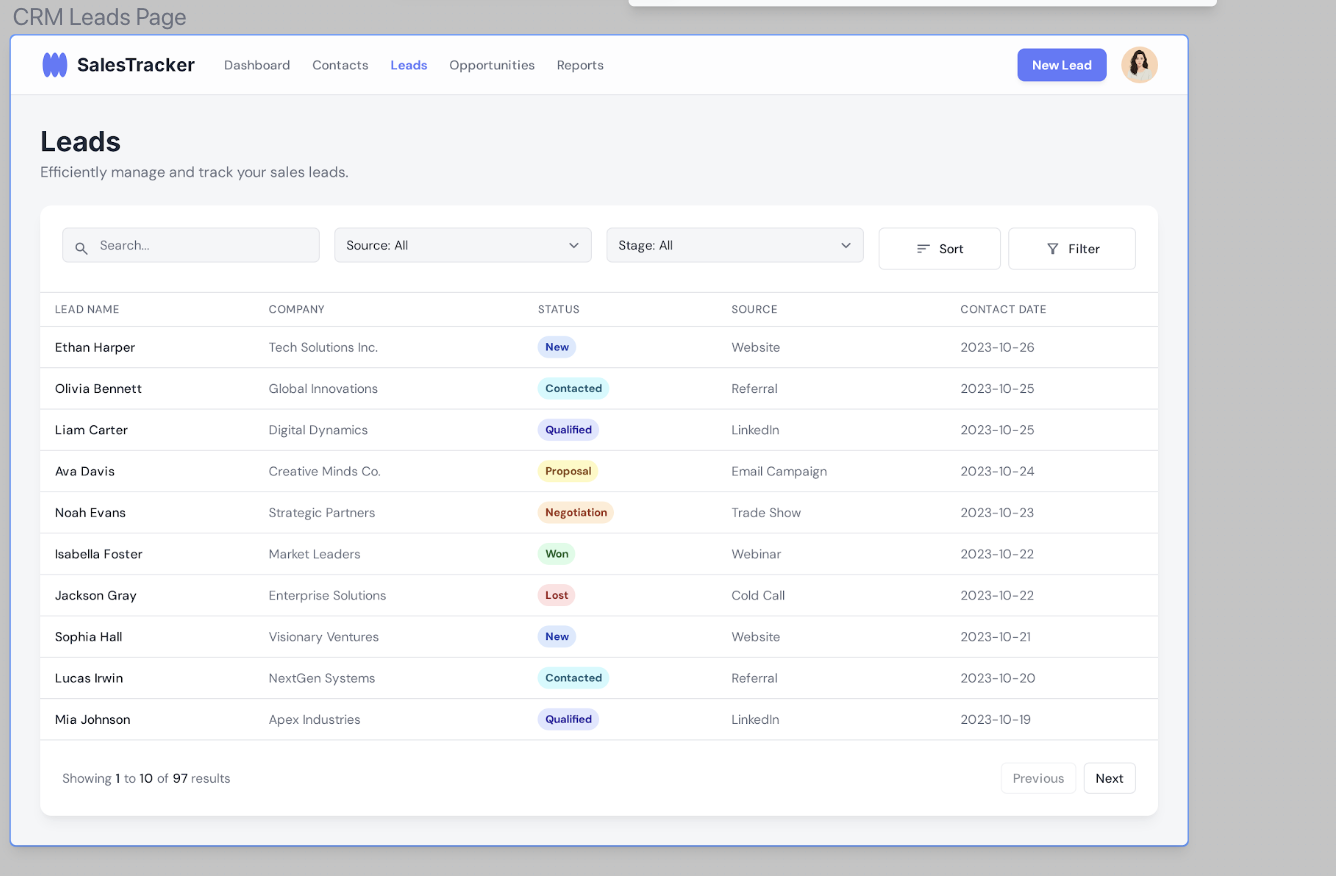 CRM Leads Page
SalesTracker Dashboard Contacts Leads Opportunities Reports New Lead
Leads
Efficiently manage and track your sales leads.
Search... Source: All Stage: All Sort Filter
LEAD NAME COMPANY STATUS SOURCE CONTACT DATE
Ethan Harper Tech Solutions Inc. New Website 2023-10-26
Olivia Bennett Global Innovations Contacted Referral 2023-10-25
Liam Carter Digital Dynamics Qualified LinkedIn 2023-10-25
Ava Davis Creative Minds Co. Proposal Email Campaign 2023-10-24
Noah Evans Strategic Partners Negotiation Trade Show 2023-10-23
Isabella Foster Market Leaders Won Webinar 2023-10-22
Jackson Gray Enterprise Solutions Lost Cold Call 2023-10-22
Sophia Hall Visionary Ventures New Website 2023-10-21
Lucas Irwin NextGen Systems Contacted Referral 2023-10-20
Mia Johnson Apex Industries Qualified LinkedIn 2023-10-19
Showing 1 to 10 of 97 results Previous Next